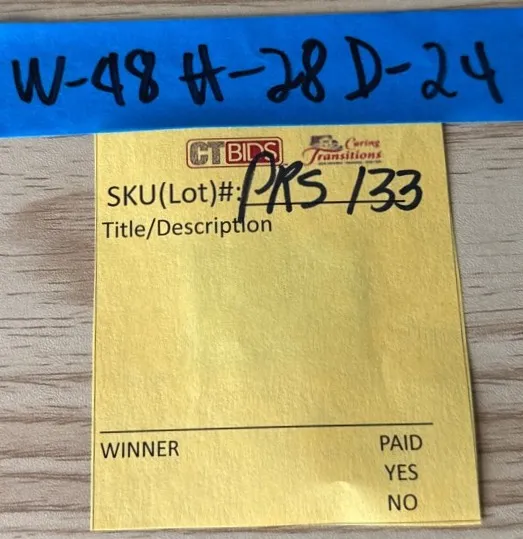 W-48 H-28 D-24
CTBIDS Caring Transitions
SKU(Lot)#: PRS 133
Title/Description
WINNER PAID
YES
NO